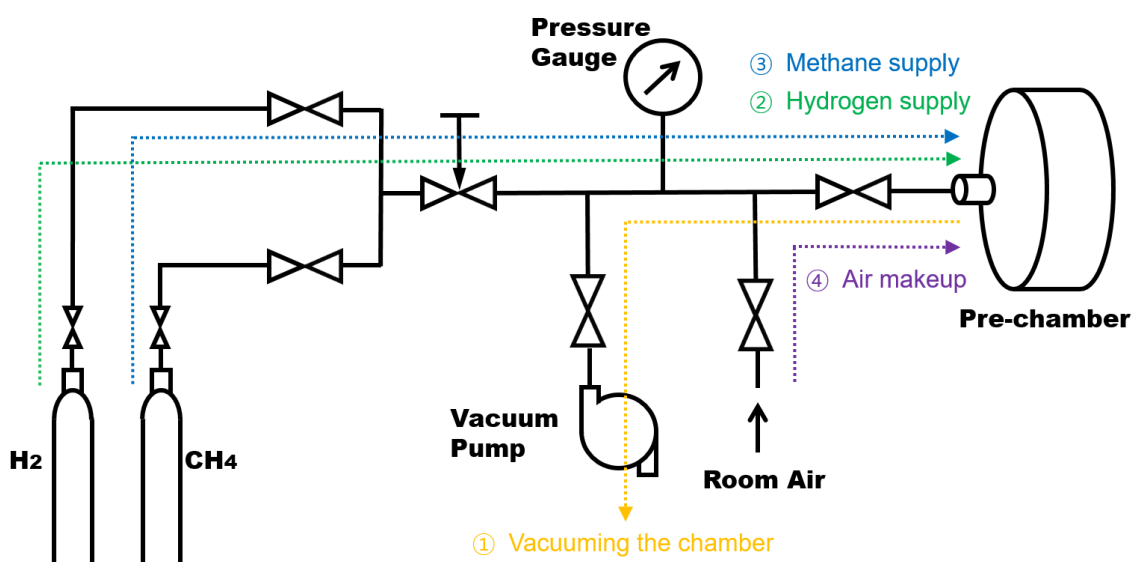 Pressure
Gauge
③ Methane supply
② Hydrogen supply
④ Air makeup
Pre-chamber
H2
CH4
Vacuum
Pump
Room Air
① Vacuuming the chamber